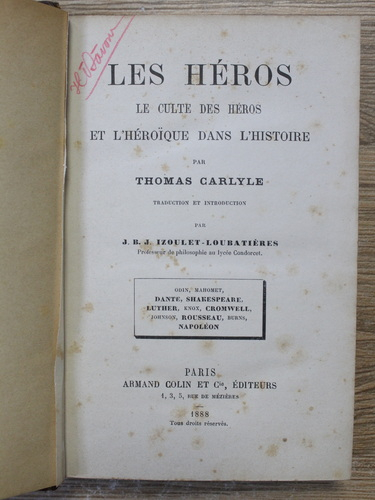 LES HÉROS
LE CULTE DES HÉROS
ET L'HÉROÏQUE DANS L'HISTOIRE
PAR
THOMAS CARLYLE
TRADUCTION ET INTRODUCTION
PAR
J. B. J. IZOULET-LOUBATIÈRES
Professeur de philosophie au lycée Condorcet.
ODIN, MAHOMET,
DANTE, SHAKESPEARE,
LUTHER, KNOX, CROMWELL,
JOHNSON, ROUSSEAU, BURNS,
NAPOLÉON
PARIS
ARMAND COLIN ET Cie, ÉDITEURS
1, 3, 5, RUE DE MÉZIÈRES
1888
Tous droits réservés.